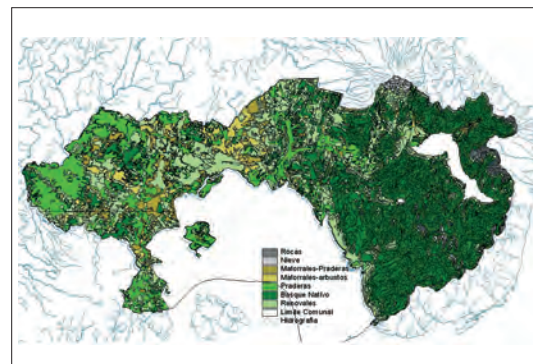 Rocas
Nieve
Matorrales-Praderas
Matorrales-arbustos
Praderas
Bosque Nativo
Renovales
Limite Comunal
Hidrografia